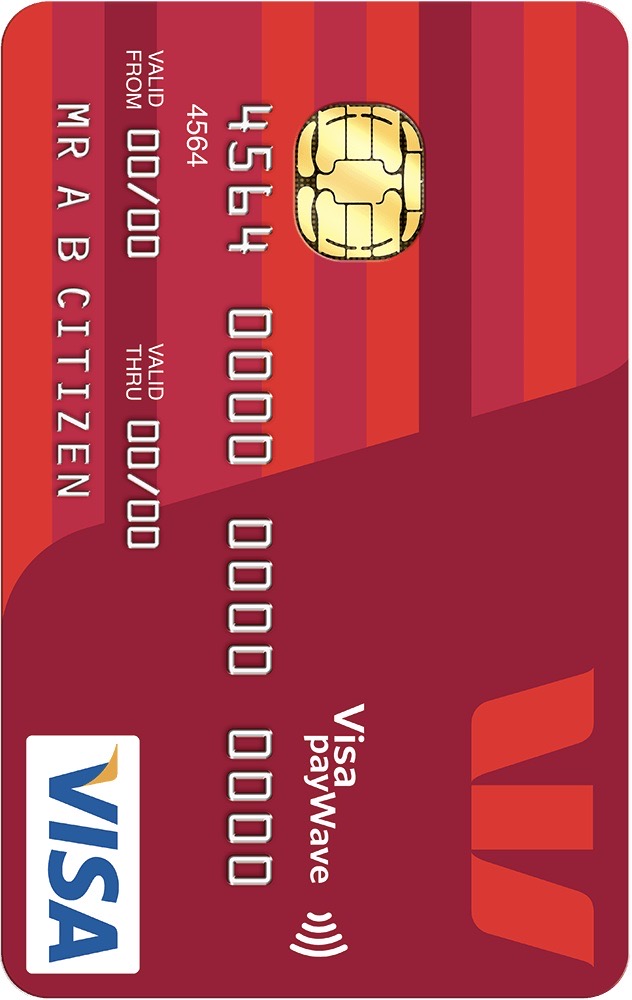 Visa
payWave
4564 0000 0000 0000
4564
VALID FROM 00/00 VALID THRU 00/00
MR A B CITIZEN
VISA